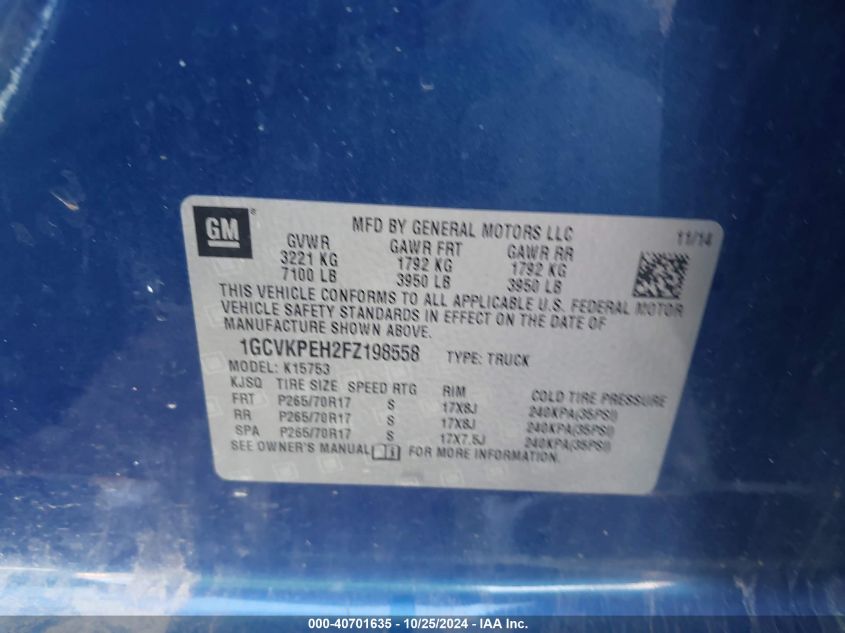 GM®
MFD BY GENERAL MOTORS LLC
11/14
GVWR GAWR FRT GAWR RR
3221 KG 1792 KG 1792 KG
7100 LB 3950 LB 3950 LB
THIS VEHICLE CONFORMS TO ALL APPLICABLE U.S. FEDERAL MOTOR
VEHICLE SAFETY STANDARDS IN EFFECT ON THE DATE OF
MANUFACTURE SHOWN ABOVE.
1GCVKPEH2FZ198558 TYPE: TRUCK
MODEL: K15753
KJSQ TIRE SIZE SPEED RTG RIM COLD TIRE PRESSURE
FRT P265/70R17 S 17X8J 240KPA(35PSI)
RR P265/70R17 S 17X8J 240KPA(35PSI)
SPA P265/70R17 S 17X7.5J 240KPA(35PSI)
SEE OWNER'S MANUAL FOR MORE INFORMATION.
000-40701635 - 10/25/2024 - IAA Inc.